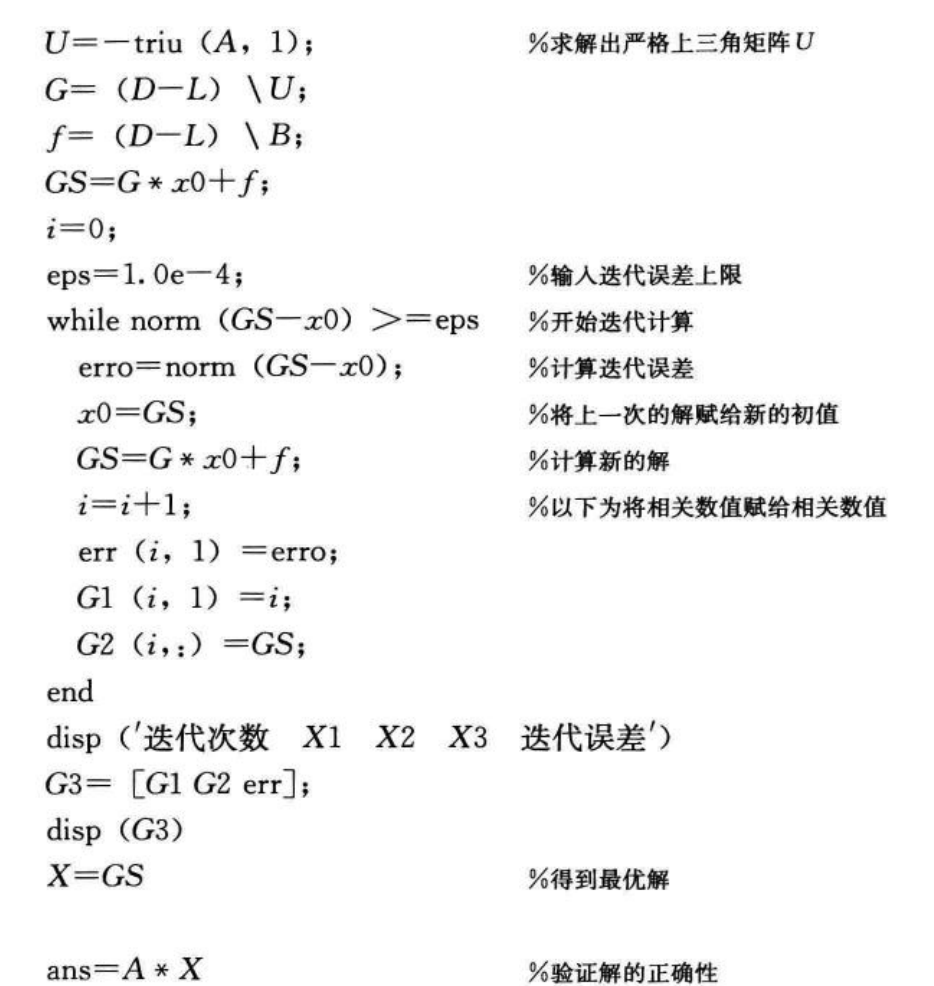 U=-triu (A, 1); %求解出严格上三角矩阵U
G= (D-L) \U;
f= (D-L) \B;
GS=G*x0+f;
i=0;
eps=1.0e-4; %输入迭代误差上限
while norm (GS-x0) >=eps %开始迭代计算
erro=norm (GS-x0); %计算迭代误差
x0=GS; %将上一次的解赋给新的初值
GS=G*x0+f; %计算新的解
i=i+1; %以下为将相关数值赋给相关数值
err (i, 1) =erro;
G1 (i, 1) =i;
G2 (i,:) =GS;
end
disp ('迭代次数 X1 X2 X3 迭代误差')
G3= [G1 G2 err];
disp (G3)
X=GS %得到最优解
ans=A*X %验证解的正确性